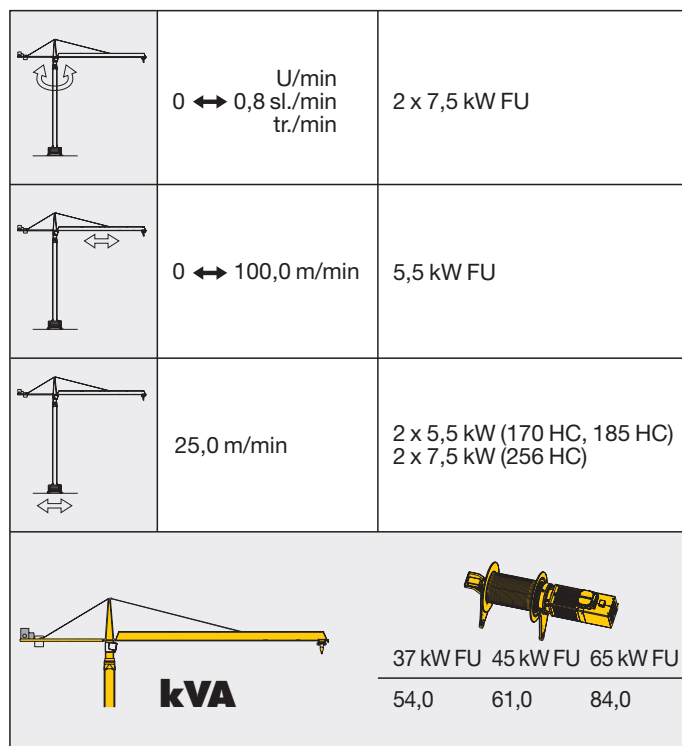 U/min
0 ↔ 0,8 sl./min
tr./min
2 x 7,5 kW FU
0 ↔ 100,0 m/min
5,5 kW FU
25,0 m/min
2 x 5,5 kW (170 HC, 185 HC)
2 x 7,5 kW (256 HC)
kVA
37 kW FU 45 kW FU 65 kW FU
54,0 61,0 84,0